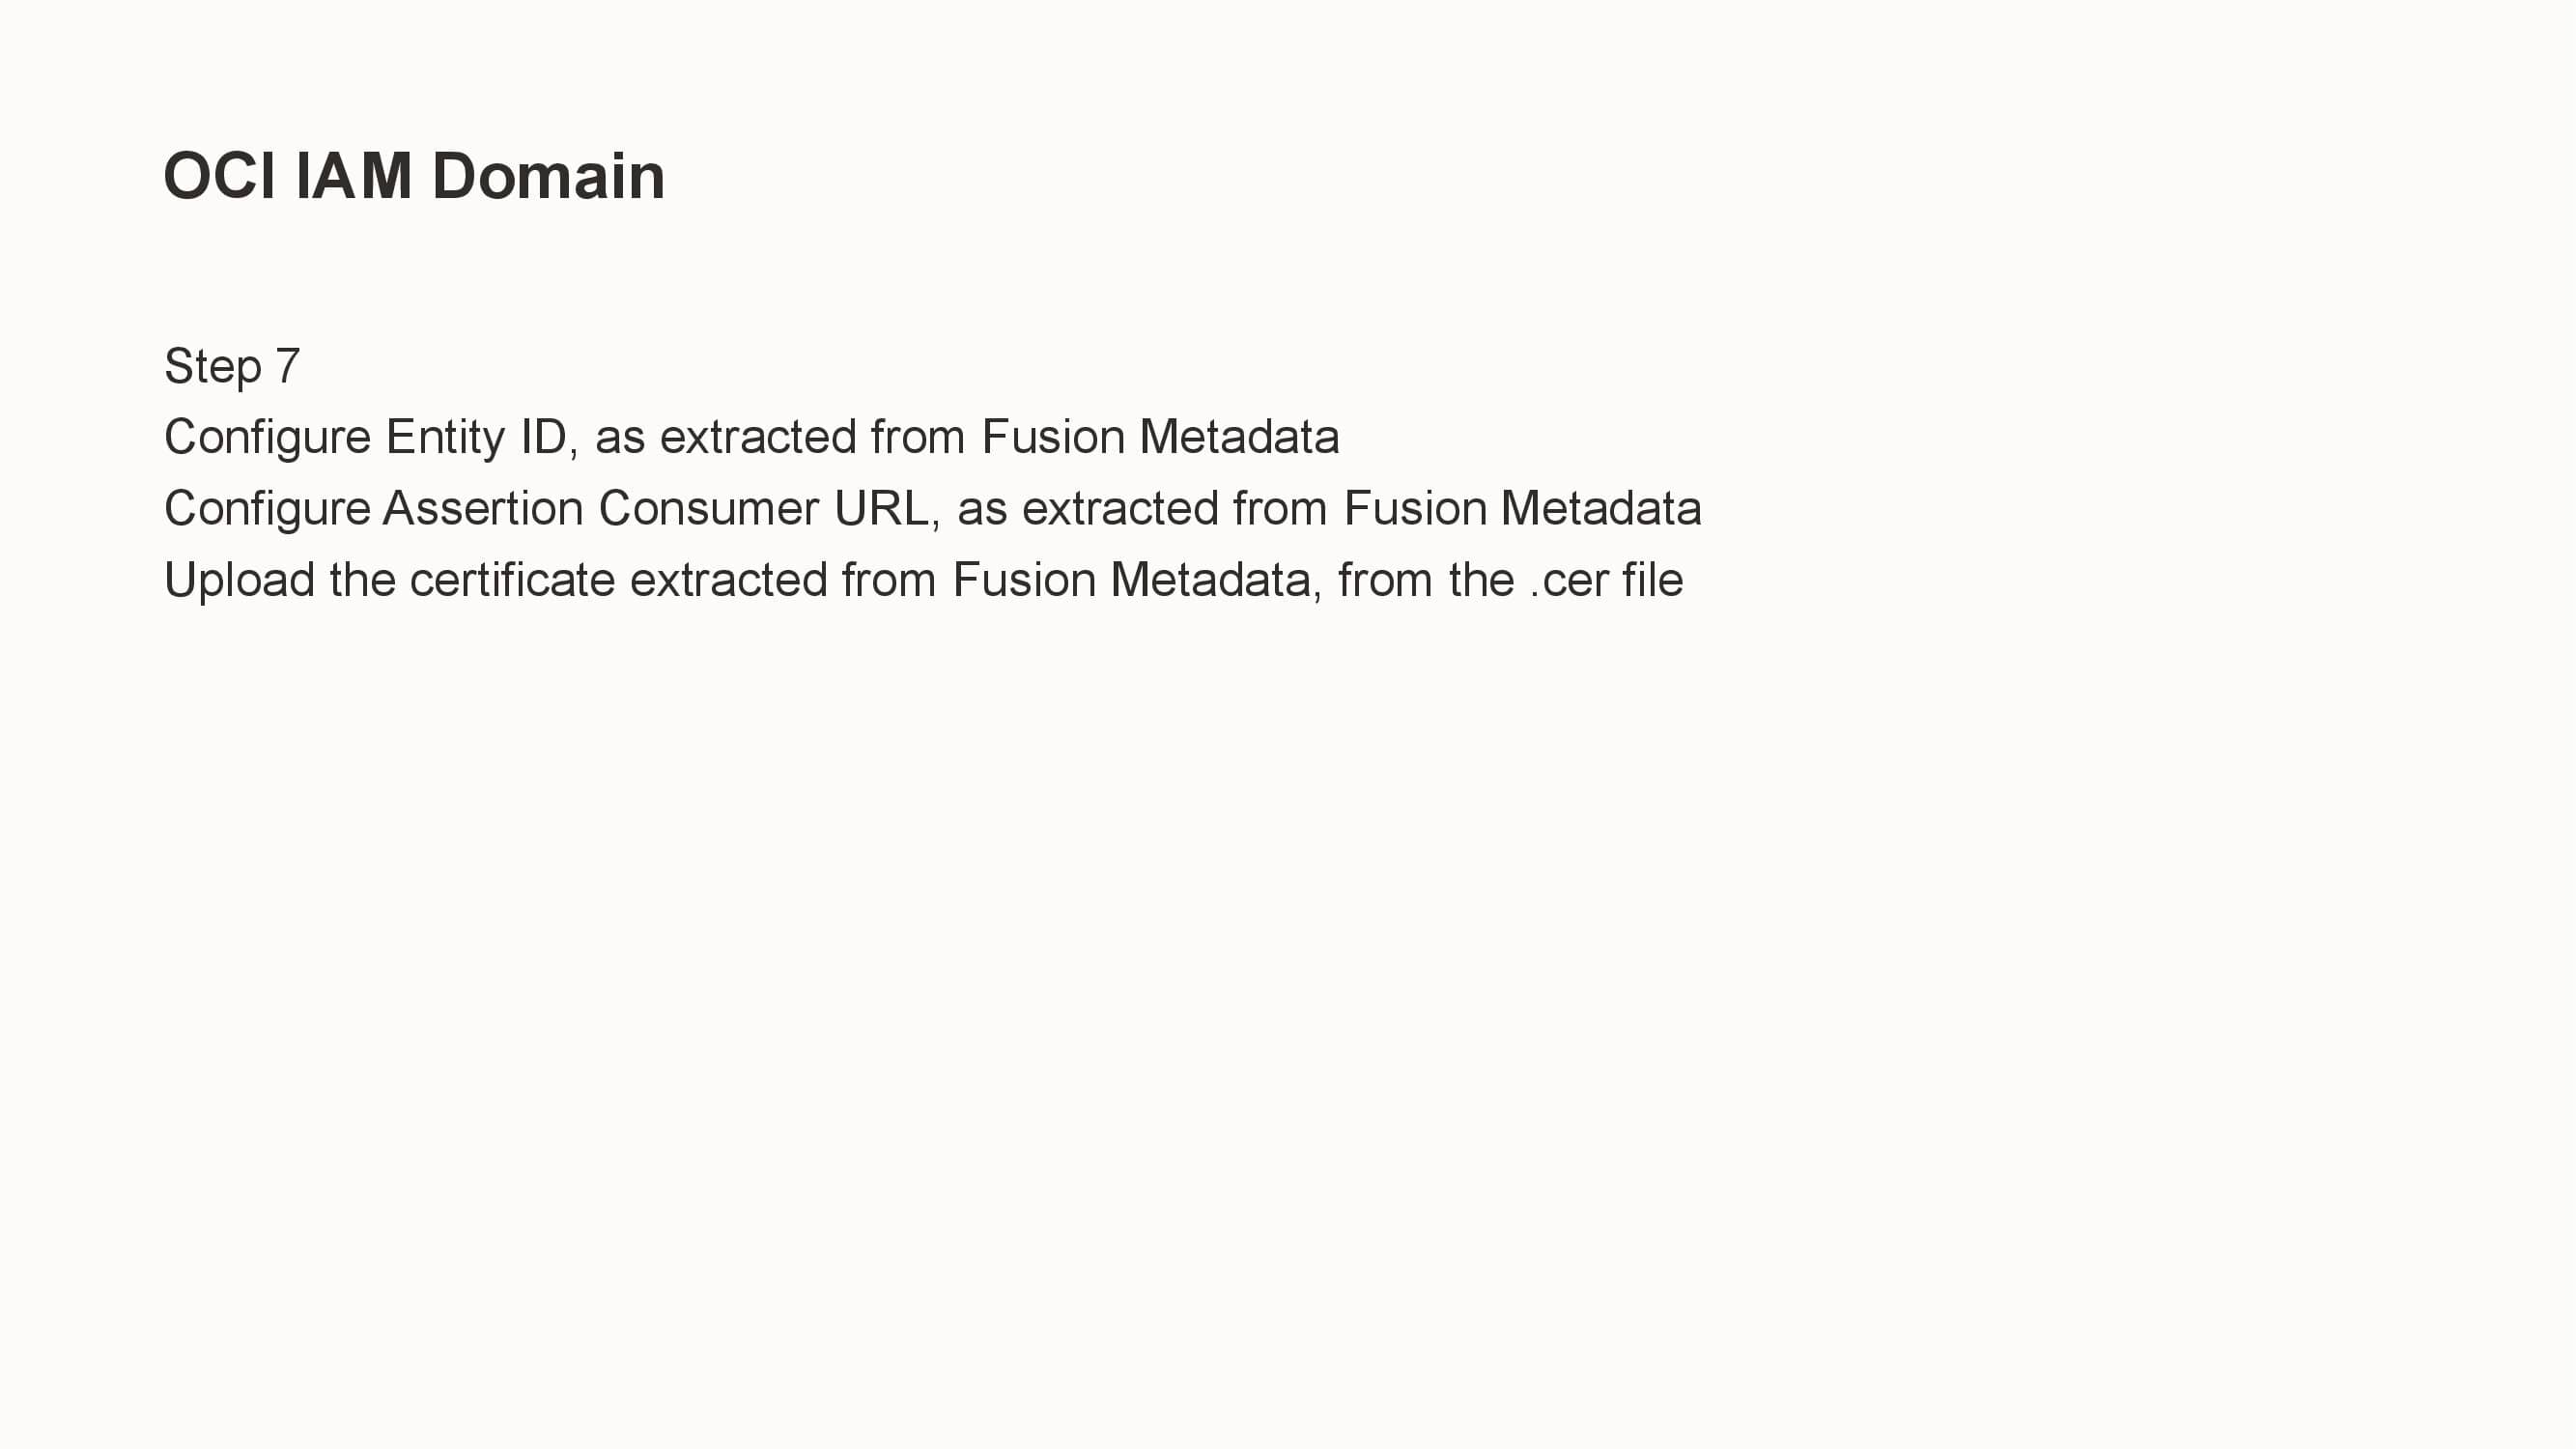 OCI IAM Domain
Step 7
Configure Entity ID, as extracted from Fusion Metadata
Configure Assertion Consumer URL, as extracted from Fusion Metadata
Upload the certificate extracted from Fusion Metadata, from the .cer file